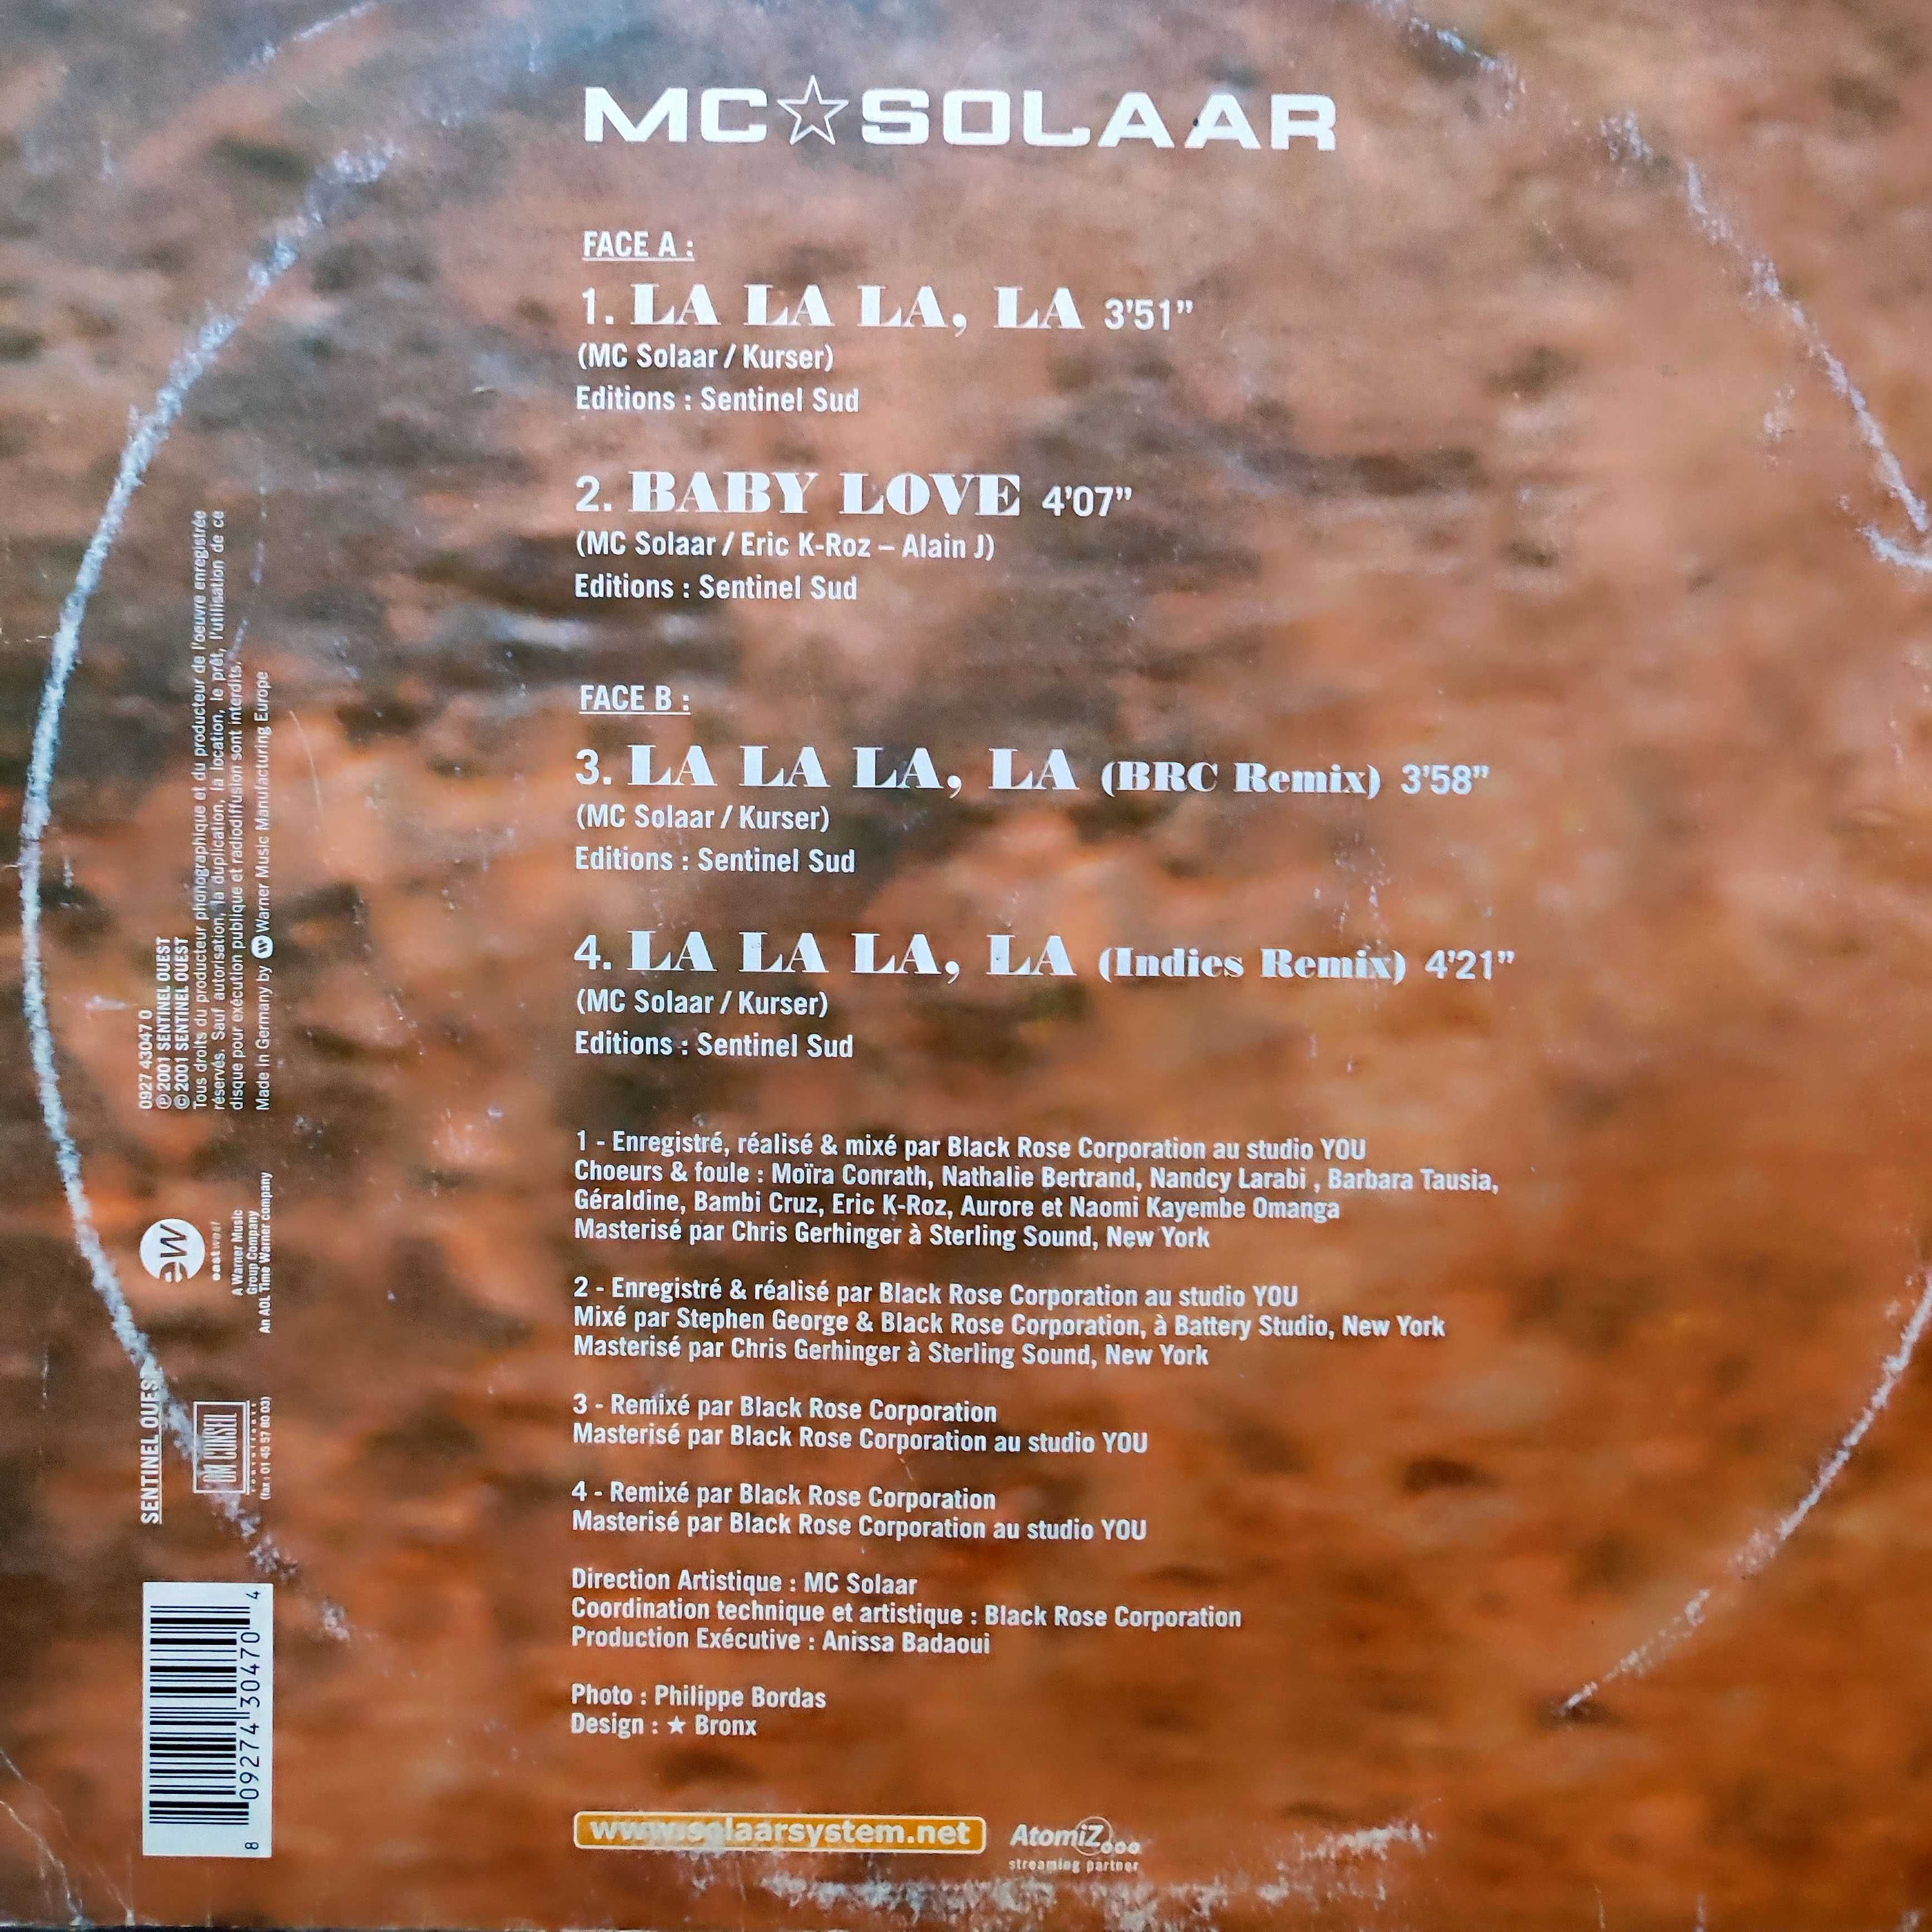 MC☆SOLAAR
FACE A :
1. LA LA LA, LA 3'51”
(MC Solaar / Kurser)
Editions : Sentinel Sud
2. BABY LOVE 4'07”
(MC Solaar / Eric K-Roz – Alain J)
Editions : Sentinel Sud
FACE B :
3. LA LA LA, LA (BRC Remix) 3'58”
(MC Solaar / Kurser)
Editions : Sentinel Sud
4. LA LA LA, LA (Indies Remix) 4'21”
(MC Solaar / Kurser)
Editions : Sentinel Sud
1 - Enregistré, réalisé & mixé par Black Rose Corporation au studio YOU
Choeurs & foule : Moïra Conrath, Nathalie Bertrand, Nandcy Larabi , Barbara Tausia,
Géraldine, Bambi Cruz, Eric K-Roz, Aurore et Naomi Kayembe Omanga
Masterisé par Chris Gerhinger à Sterling Sound, New York
2 - Enregistré & réalisé par Black Rose Corporation au studio YOU
Mixé par Stephen George & Black Rose Corporation, à Battery Studio, New York
Masterisé par Chris Gerhinger à Sterling Sound, New York
3 - Remixé par Black Rose Corporation
Masterisé par Black Rose Corporation au studio YOU
4 - Remixé par Black Rose Corporation
Masterisé par Black Rose Corporation au studio YOU
Direction Artistique : MC Solaar
Coordination technique et artistique : Black Rose Corporation
Production Exécutive : Anissa Badaoui
Photo : Philippe Bordas
Design : ★ Bronx
www.solaarsystem.net
AtomiZ
streaming partner
0927 43047 0
℗ 2001 SENTINEL OUEST
© 2001 SENTINEL OUEST
Tous droits du producteur phonographique et du producteur de l'oeuvre enregistrée
réservés. Sauf autorisation, la duplication, la location, le prêt, l'utilisation de ce
disque pour exécution publique et radiodiffusion sont interdits.
Made in Germany by Warner Music Manufacturing Europe
ew
eastwest
A Warner Music
Group Company
An AOL Time Warner company
SENTINEL OUEST
DM CONSEIL
(fax : 01 45 57 80 03)
8 09274 30470 4